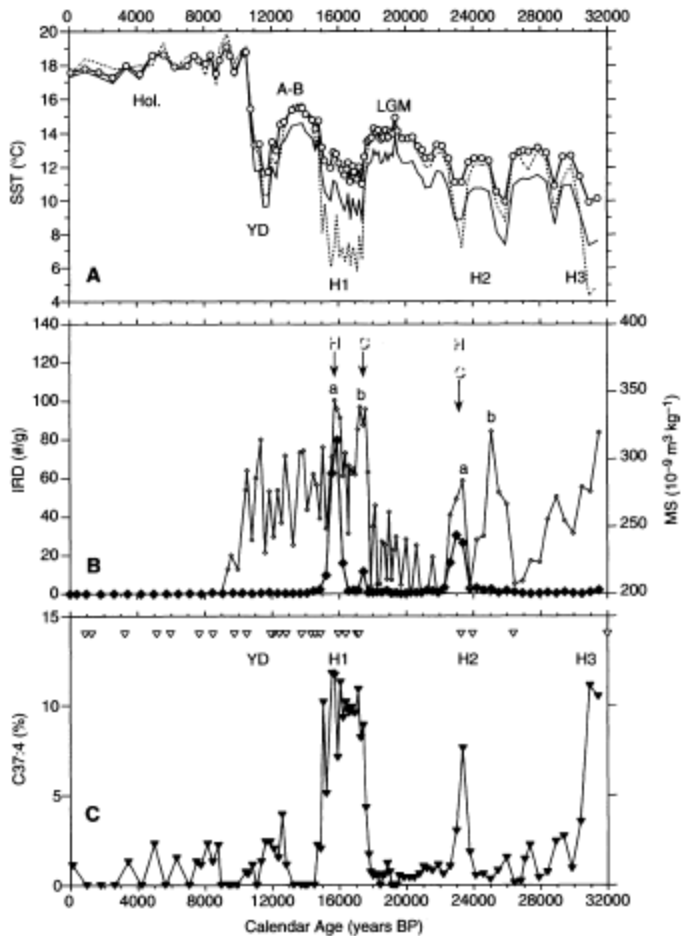 0 4000 8000 12000 16000 20000 24000 28000 32000
20
18
16
14
12
10
8
6
4
SST (°C)
Hol.
A-B
LGM
YD
H1
H2
H3
A
140
120
100
80
60
40
20
0
IRD (#/g)
400
350
300
250
200
MS (10⁻⁹ m³ kg⁻¹)
H C H
C
a b a b
B
15
10
5
0
C37:4 (%)
YD H1 H2 H3
C
0 4000 8000 12000 16000 20000 24000 28000 32000
Calendar Age (years BP)